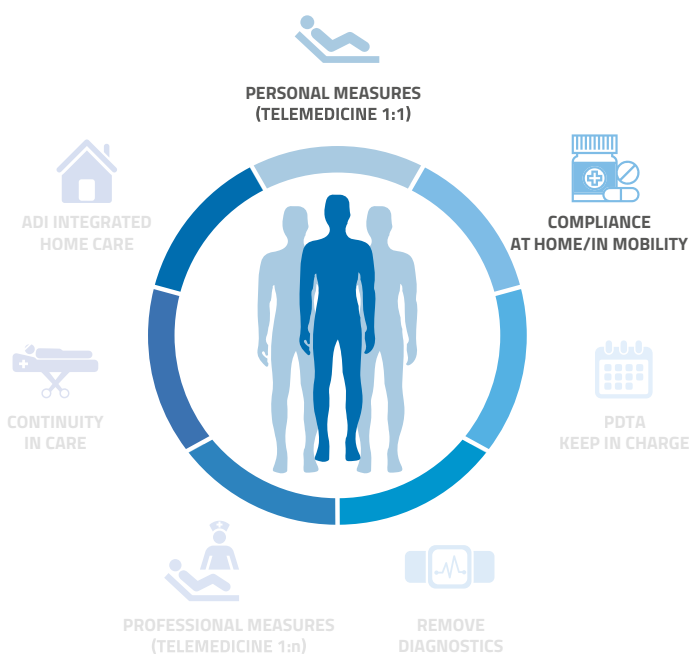 PERSONAL MEASURES
(TELEMEDICINE 1:1)
COMPLIANCE
AT HOME/IN MOBILITY
PDTA
KEEP IN CHARGE
REMOVE
DIAGNOSTICS
PROFESSIONAL MEASURES
(TELEMEDICINE 1:n)
CONTINUITY
IN CARE
ADI INTEGRATED
HOME CARE